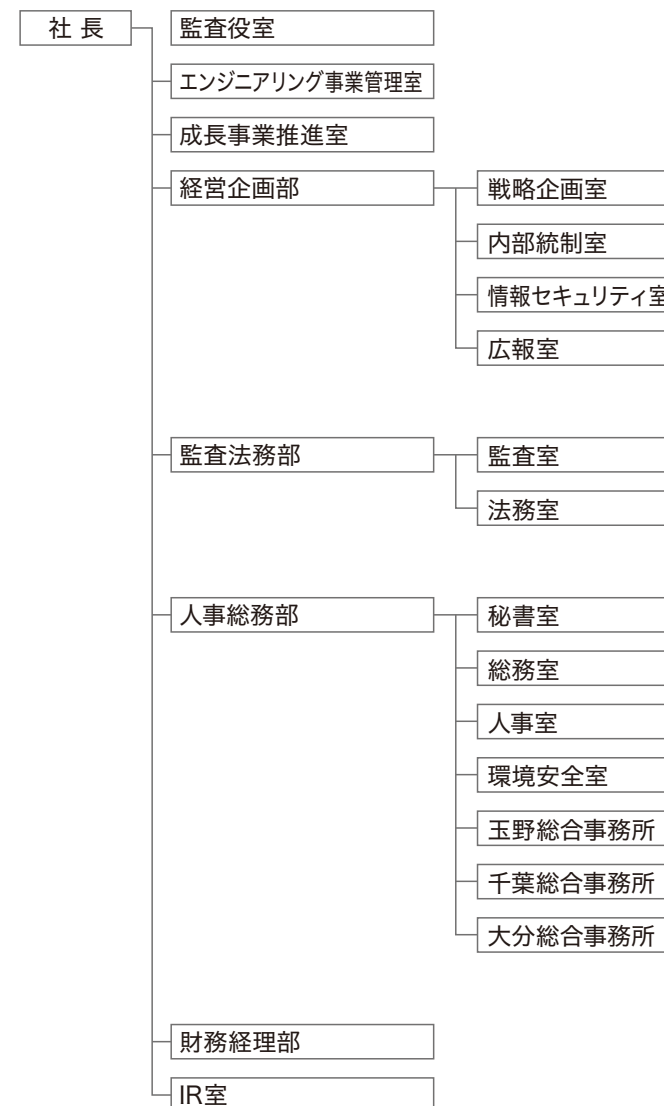 社 長
監査役室
エンジニアリング事業管理室
成長事業推進室
経営企画部
戦略企画室
内部統制室
情報セキュリティ室
広報室
監査法務部
監査室
法務室
人事総務部
秘書室
総務室
人事室
環境安全室
玉野総合事務所
千葉総合事務所
大分総合事務所
財務経理部
IR室